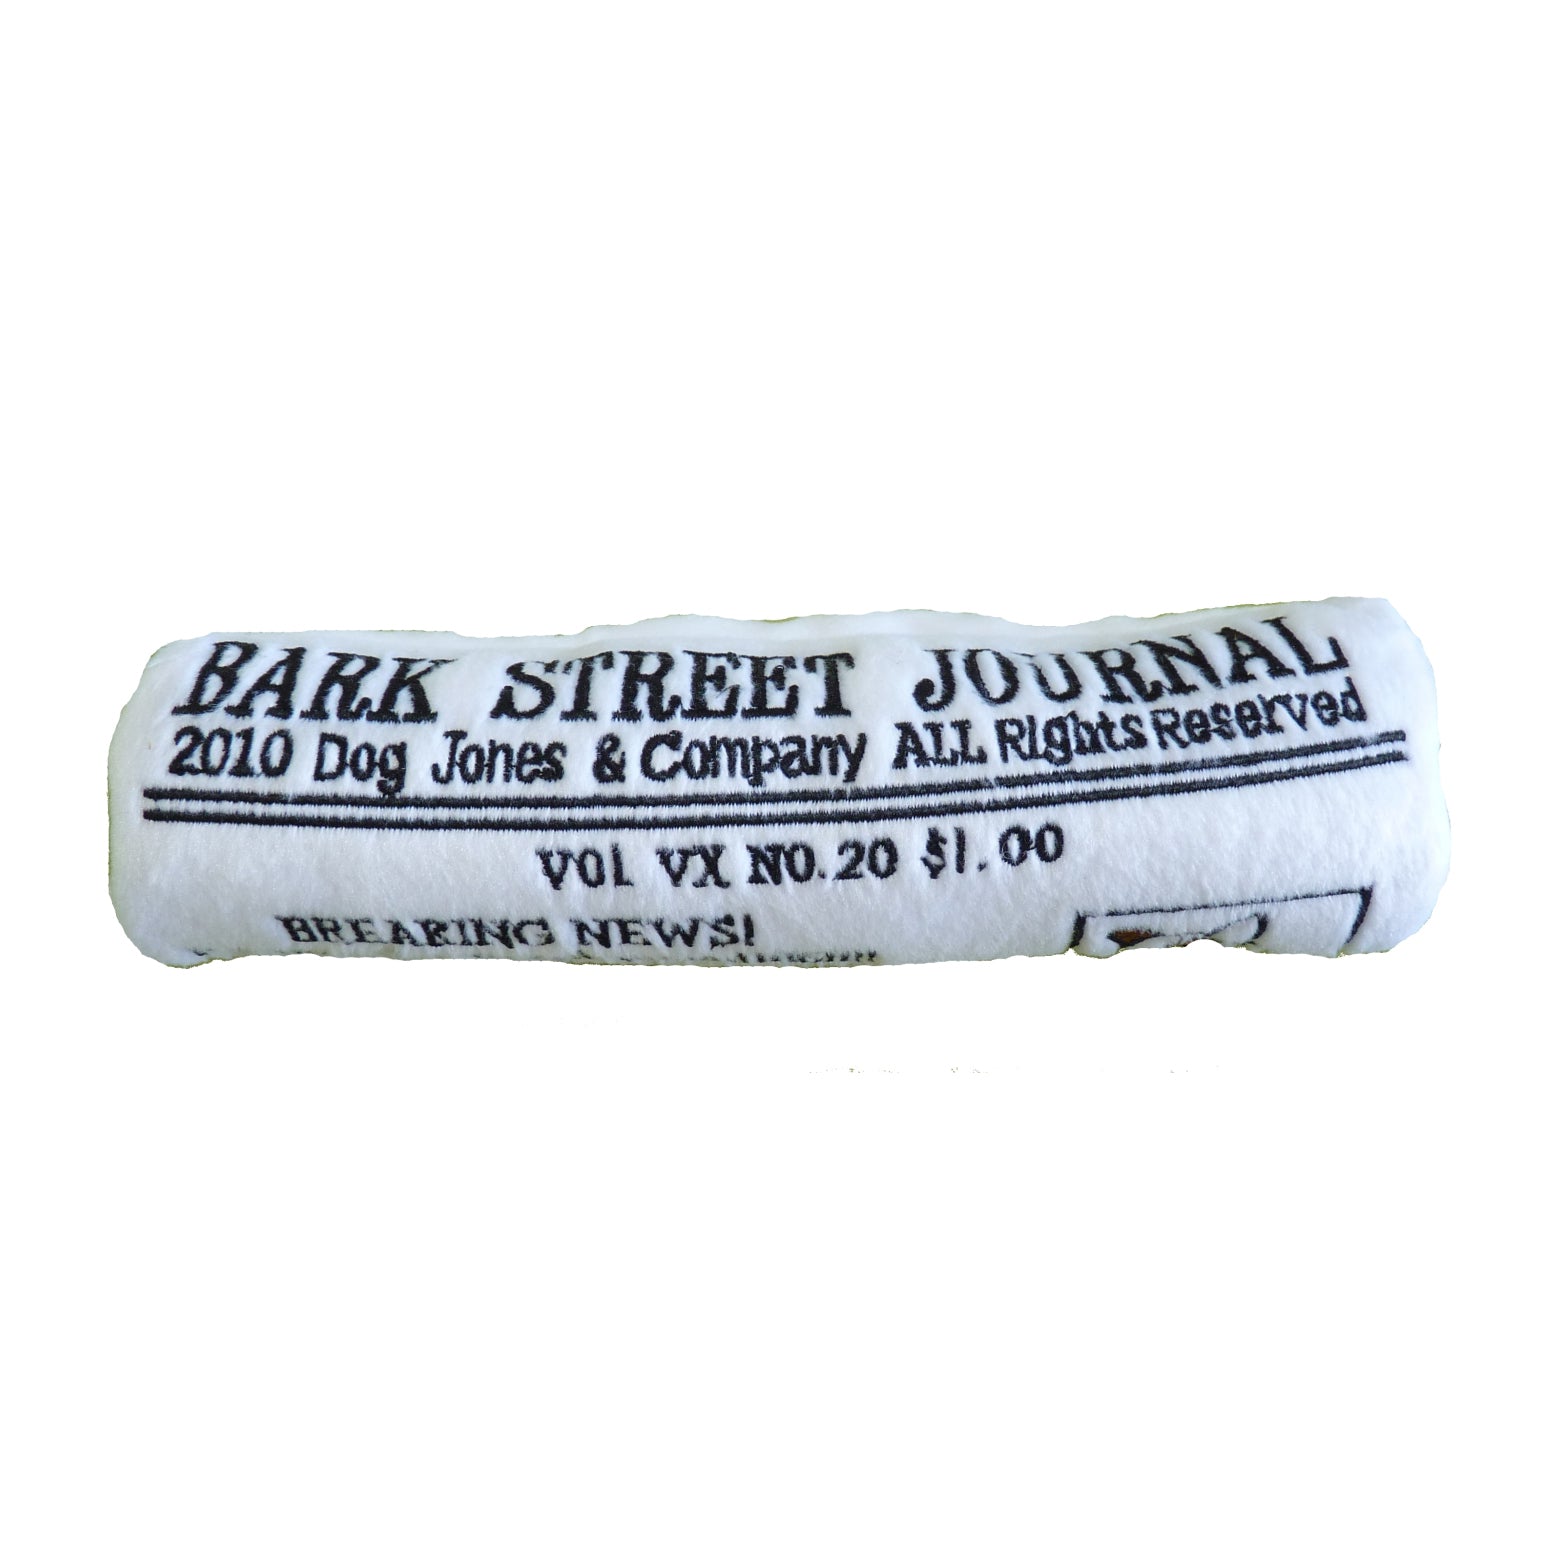 BARK STREET JOURNAL
2010 Dog Jones & Company ALL Rights Reserved
VOl VX NO.20 $1.00
BREAKING NEWS!